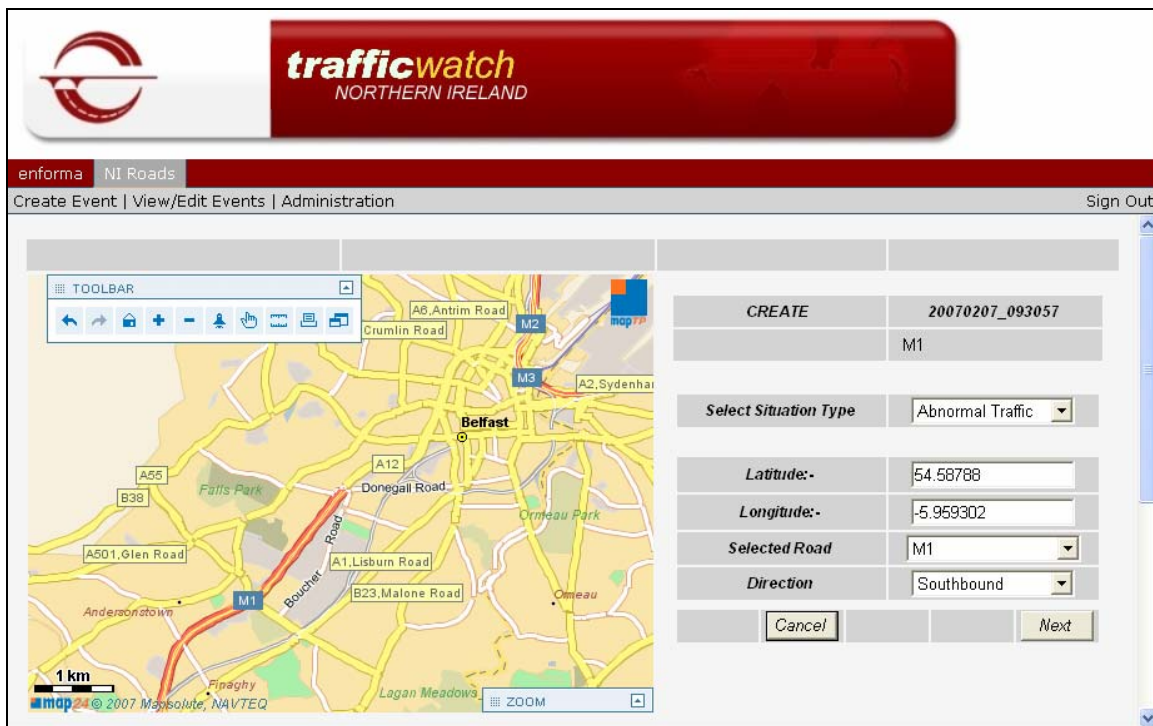 trafficwatch
NORTHERN IRELAND
enforma NI Roads
Create Event | View/Edit Events | Administration Sign Out
TOOLBAR
A6,Antrim Road
Crumlin Road
M2
map TP
M3
A2,Sydenha
Belfast
A12
A55
Donegall Road
B38
Falls Park
Ormeau Park
Boucher Road
A501,Glen Road
A1,Lisburn Road
B23,Malone Road
M1
Ormeau
Andersonstown
1 km
Finaghy
Lagan Meadows
map24 © 2007 Mapsolute, NAVTEQ
ZOOM
CREATE 20070207_093057
M1
Select Situation Type Abnormal Traffic
Latitude:- 54.58788
Longitude:- -5.959302
Selected Road M1
Direction Southbound
Cancel Next